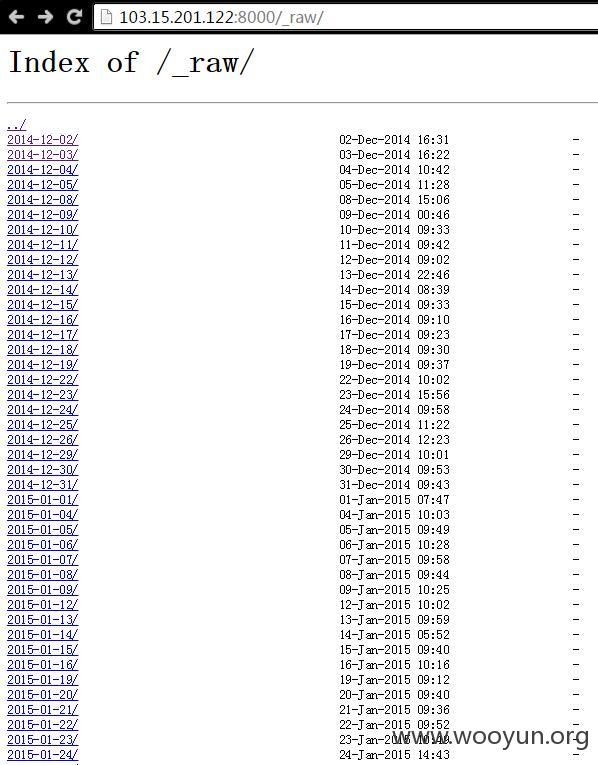 103.15.201.122:8000/_raw/
Index of /_raw/
../
2014-12-02/ 02-Dec-2014 16:31 -
2014-12-03/ 03-Dec-2014 16:22 -
2014-12-04/ 04-Dec-2014 10:42 -
2014-12-05/ 05-Dec-2014 11:28 -
2014-12-08/ 08-Dec-2014 15:06 -
2014-12-09/ 09-Dec-2014 00:46 -
2014-12-10/ 10-Dec-2014 09:33 -
2014-12-11/ 11-Dec-2014 09:42 -
2014-12-12/ 12-Dec-2014 09:02 -
2014-12-13/ 13-Dec-2014 22:46 -
2014-12-14/ 14-Dec-2014 08:39 -
2014-12-15/ 15-Dec-2014 09:33 -
2014-12-16/ 16-Dec-2014 09:10 -
2014-12-17/ 17-Dec-2014 09:23 -
2014-12-18/ 18-Dec-2014 09:30 -
2014-12-19/ 19-Dec-2014 09:37 -
2014-12-22/ 22-Dec-2014 10:02 -
2014-12-23/ 23-Dec-2014 15:56 -
2014-12-24/ 24-Dec-2014 09:58 -
2014-12-25/ 25-Dec-2014 11:22 -
2014-12-26/ 26-Dec-2014 12:23 -
2014-12-29/ 29-Dec-2014 10:01 -
2014-12-30/ 30-Dec-2014 09:53 -
2014-12-31/ 31-Dec-2014 09:43 -
2015-01-01/ 01-Jan-2015 07:47 -
2015-01-04/ 04-Jan-2015 10:03 -
2015-01-05/ 05-Jan-2015 09:49 -
2015-01-06/ 06-Jan-2015 10:28 -
2015-01-07/ 07-Jan-2015 09:58 -
2015-01-08/ 08-Jan-2015 09:44 -
2015-01-09/ 09-Jan-2015 10:25 -
2015-01-12/ 12-Jan-2015 10:02 -
2015-01-13/ 13-Jan-2015 09:59 -
2015-01-14/ 14-Jan-2015 05:52 -
2015-01-15/ 15-Jan-2015 09:40 -
2015-01-16/ 16-Jan-2015 10:16 -
2015-01-19/ 19-Jan-2015 09:12 -
2015-01-20/ 20-Jan-2015 09:40 -
2015-01-21/ 21-Jan-2015 09:36 -
2015-01-22/ 22-Jan-2015 09:52 -
2015-01-23/ 23-Jan-2015 -
2015-01-24/ 24-Jan-2015 14:43 -
www.wooyun.org